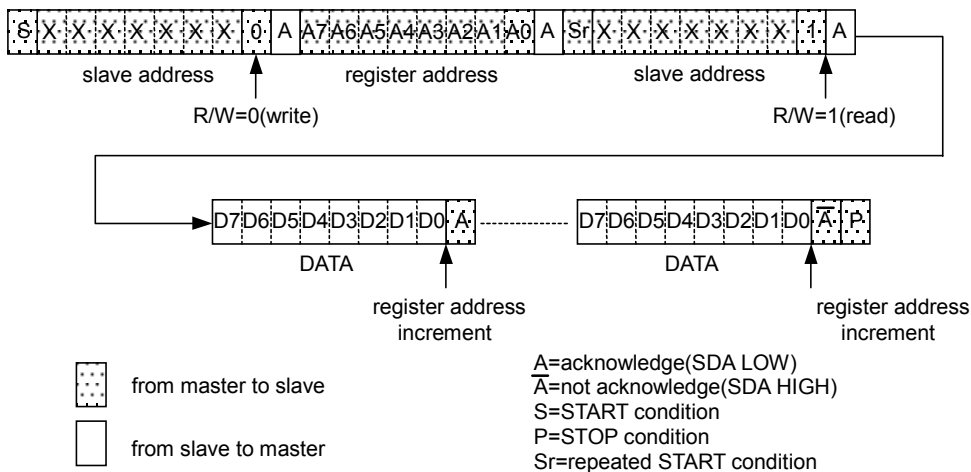 S X X X X X X X 0 A A7 A6 A5 A4 A3 A2 A1 A0 A Sr X X X X X X X 1 A
slave address register address slave address
R/W=0(write) R/W=1(read)
D7 D6 D5 D4 D3 D2 D1 D0 A D7 D6 D5 D4 D3 D2 D1 D0 A̅ P
DATA DATA
register address increment
register address increment
from master to slave
from slave to master
A=acknowledge(SDA LOW)
A̅=not acknowledge(SDA HIGH)
S=START condition
P=STOP condition
Sr=repeated START condition